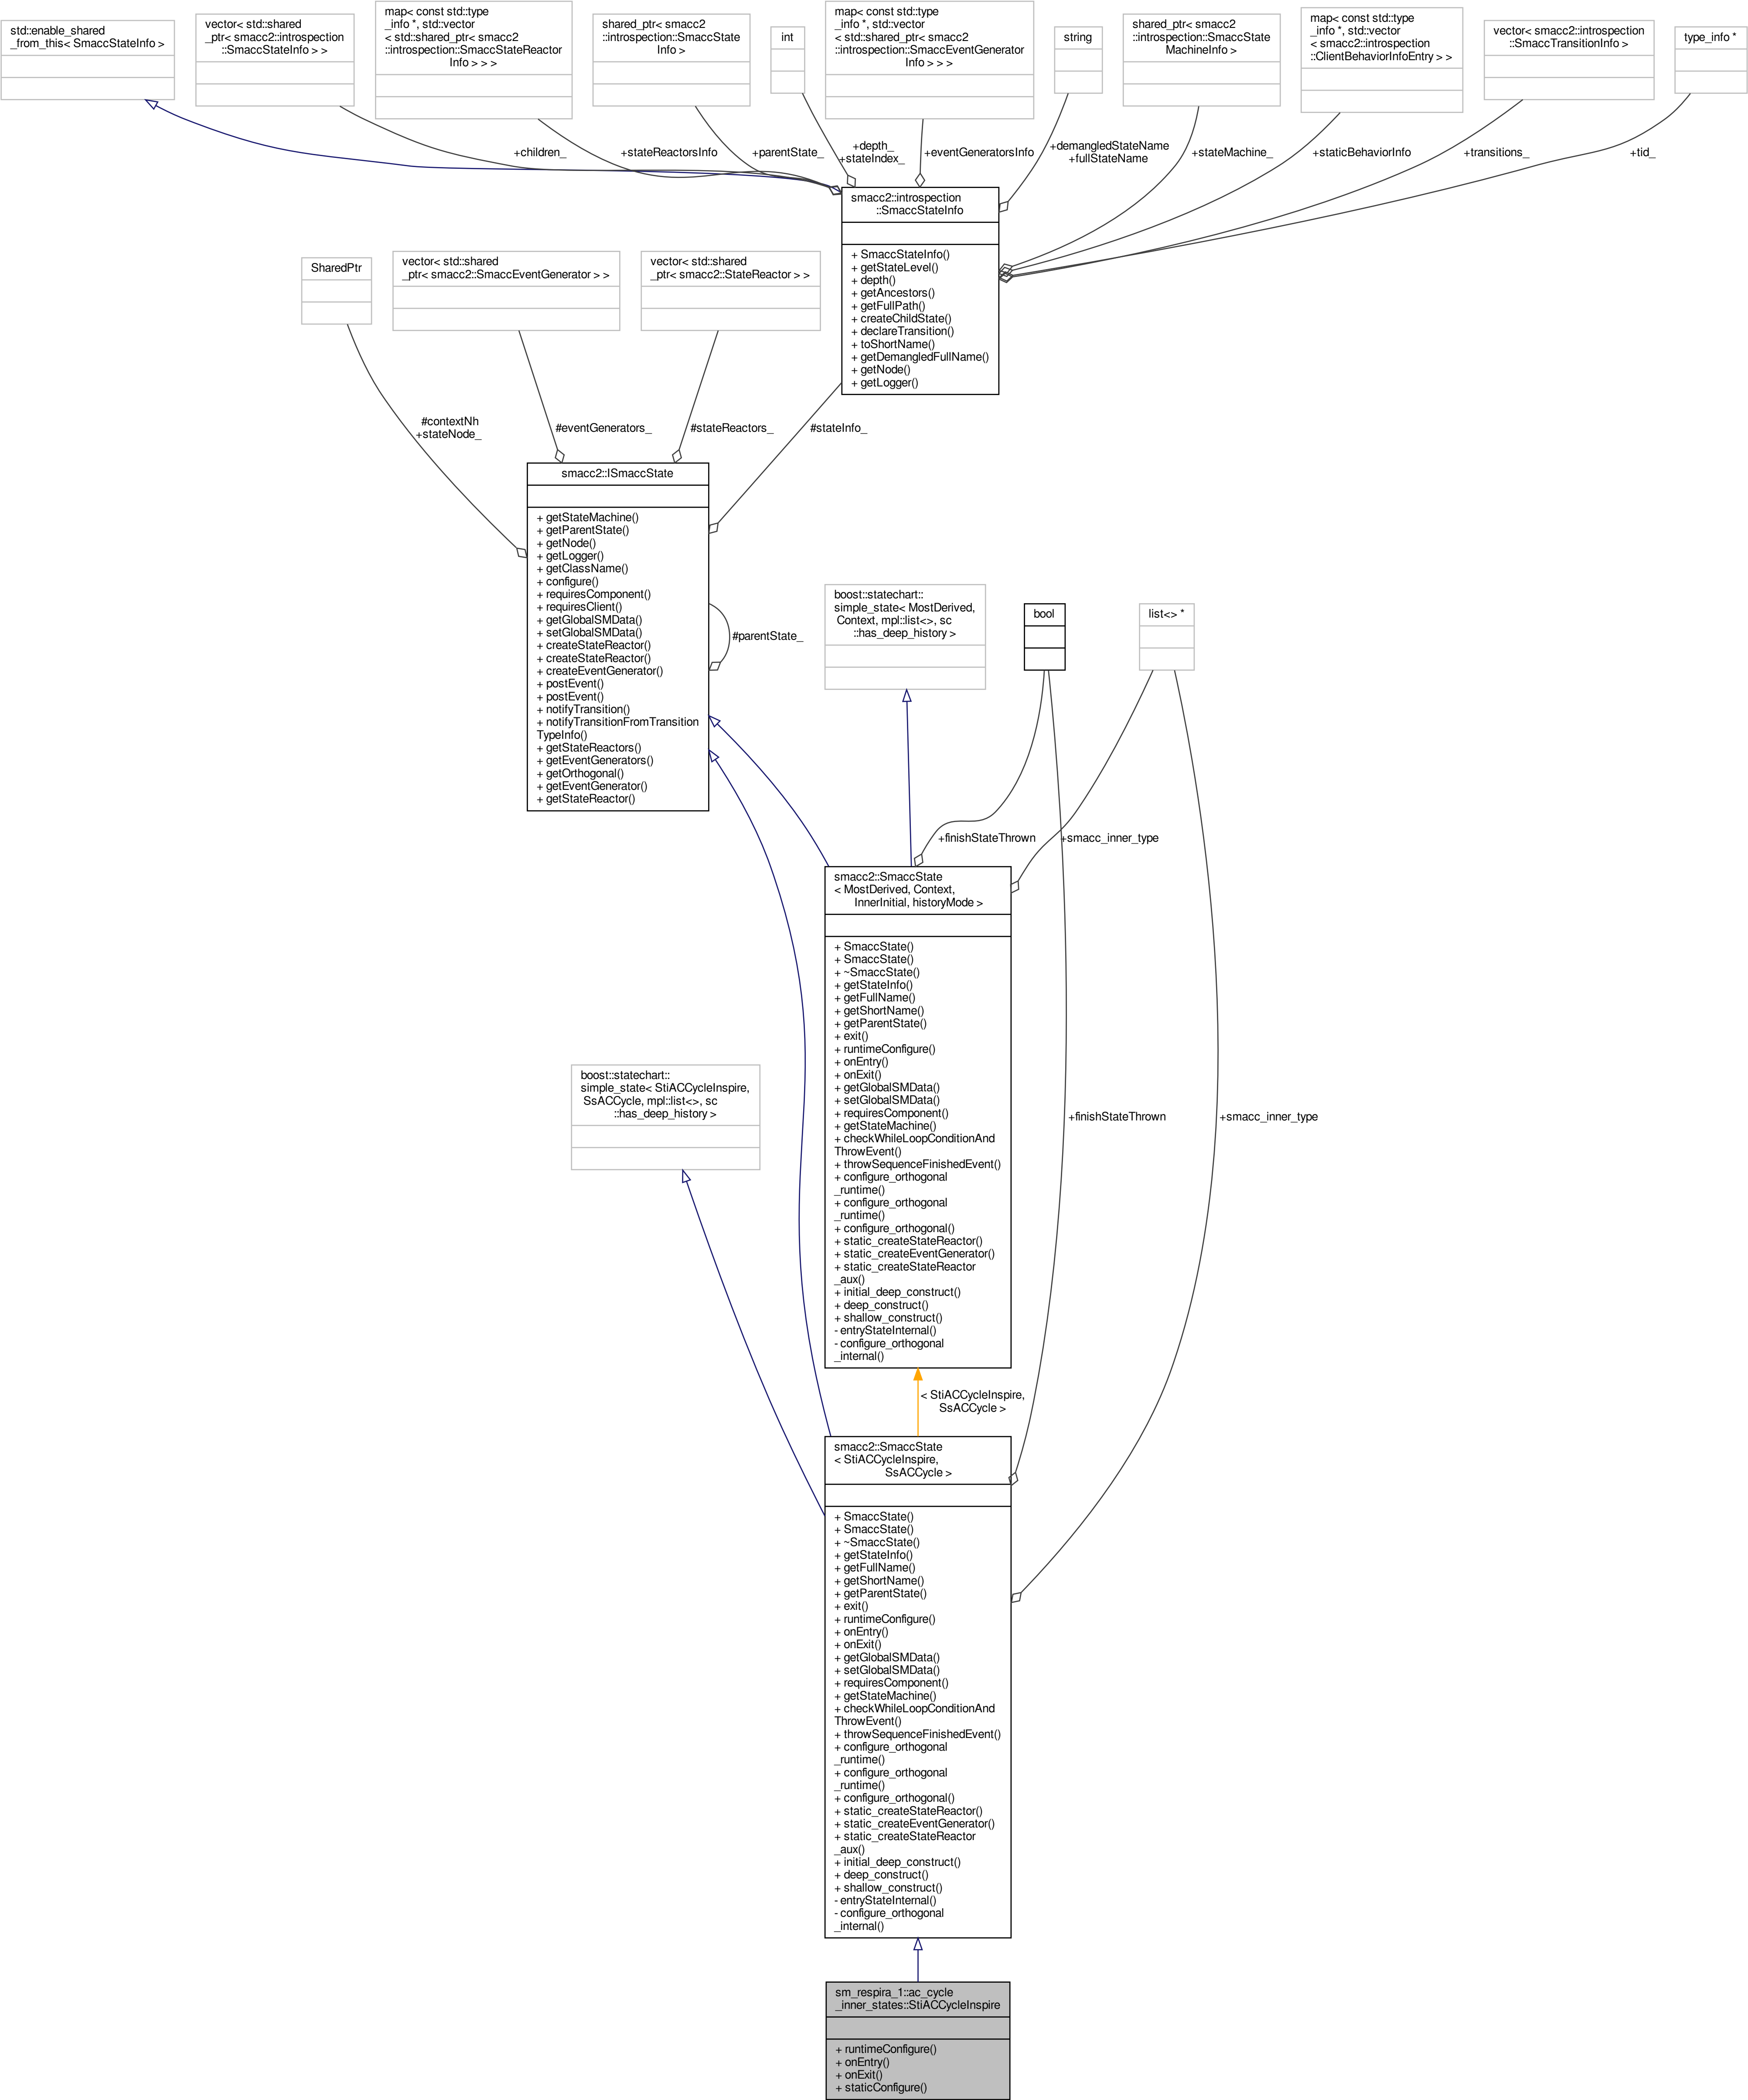 std::enable_shared
_from_this< SmaccStateInfo >
vector< std::shared
_ptr< smacc2::introspection
::SmaccStateInfo > >
map< const std::type
_info *, std::vector
< std::shared_ptr< smacc2
::introspection::SmaccStateReactor
Info > > >
shared_ptr< smacc2
::introspection::SmaccState
Info >
int
map< const std::type
_info *, std::vector
< std::shared_ptr< smacc2
::introspection::SmaccEventGenerator
Info > > >
string
shared_ptr< smacc2
::introspection::SmaccState
MachineInfo >
map< const std::type
_info *, std::vector
< smacc2::introspection
::ClientBehaviorInfoEntry > >
vector< smacc2::introspection
::SmaccTransitionInfo >
type_info *
+children_
+stateReactorsInfo
+parentState_
+depth_
+stateIndex_
+eventGeneratorsInfo
+demangledStateName
+fullStateName
+stateMachine_
+staticBehaviorInfo
+transitions_
+tid_
smacc2::introspection
::SmaccStateInfo
+ SmaccStateInfo()
+ getStateLevel()
+ depth()
+ getAncestors()
+ getFullPath()
+ createChildState()
+ declareTransition()
+ toShortName()
+ getDemangledFullName()
+ getNode()
+ getLogger()
SharedPtr
vector< std::shared
_ptr< smacc2::SmaccEventGenerator > >
vector< std::shared
_ptr< smacc2::StateReactor > >
#contextNh
+stateNode_
#eventGenerators_
#stateReactors_
#stateInfo_
smacc2::ISmaccState
+ getStateMachine()
+ getParentState()
+ getNode()
+ getLogger()
+ getClassName()
+ configure()
+ requiresComponent()
+ requiresClient()
+ getGlobalSMData()
+ setGlobalSMData()
+ createStateReactor()
+ createStateReactor()
+ createEventGenerator()
+ postEvent()
+ postEvent()
+ notifyTransition()
+ notifyTransitionFromTransition
TypeInfo()
+ getStateReactors()
+ getEventGenerators()
+ getOrthogonal()
+ getEventGenerator()
+ getStateReactor()
#parentState_
boost::statechart::
simple_state< MostDerived,
Context, mpl::list<>, sc
::has_deep_history >
bool
list<> *
+finishStateThrown
+smacc_inner_type
smacc2::SmaccState
< MostDerived, Context,
InnerInitial, historyMode >
+ SmaccState()
+ SmaccState()
+ ~SmaccState()
+ getStateInfo()
+ getFullName()
+ getShortName()
+ getParentState()
+ exit()
+ runtimeConfigure()
+ onEntry()
+ onExit()
+ getGlobalSMData()
+ setGlobalSMData()
+ requiresComponent()
+ getStateMachine()
+ checkWhileLoopConditionAnd
ThrowEvent()
+ throwSequenceFinishedEvent()
+ configure_orthogonal
_runtime()
+ configure_orthogonal
_runtime()
+ configure_orthogonal()
+ static_createStateReactor()
+ static_createEventGenerator()
+ static_createStateReactor
_aux()
+ initial_deep_construct()
+ deep_construct()
+ shallow_construct()
- entryStateInternal()
- configure_orthogonal
_internal()
boost::statechart::
simple_state< StiACCycleInspire,
SsACCycle, mpl::list<>, sc
::has_deep_history >
+finishStateThrown
+smacc_inner_type
< StiACCycleInspire,
SsACCycle >
smacc2::SmaccState
< StiACCycleInspire,
SsACCycle >
+ SmaccState()
+ SmaccState()
+ ~SmaccState()
+ getStateInfo()
+ getFullName()
+ getShortName()
+ getParentState()
+ exit()
+ runtimeConfigure()
+ onEntry()
+ onExit()
+ getGlobalSMData()
+ setGlobalSMData()
+ requiresComponent()
+ getStateMachine()
+ checkWhileLoopConditionAnd
ThrowEvent()
+ throwSequenceFinishedEvent()
+ configure_orthogonal
_runtime()
+ configure_orthogonal
_runtime()
+ configure_orthogonal()
+ static_createStateReactor()
+ static_createEventGenerator()
+ static_createStateReactor
_aux()
+ initial_deep_construct()
+ deep_construct()
+ shallow_construct()
- entryStateInternal()
- configure_orthogonal
_internal()
sm_respira_1::ac_cycle
_inner_states::StiACCycleInspire
+ runtimeConfigure()
+ onEntry()
+ onExit()
+ staticConfigure()